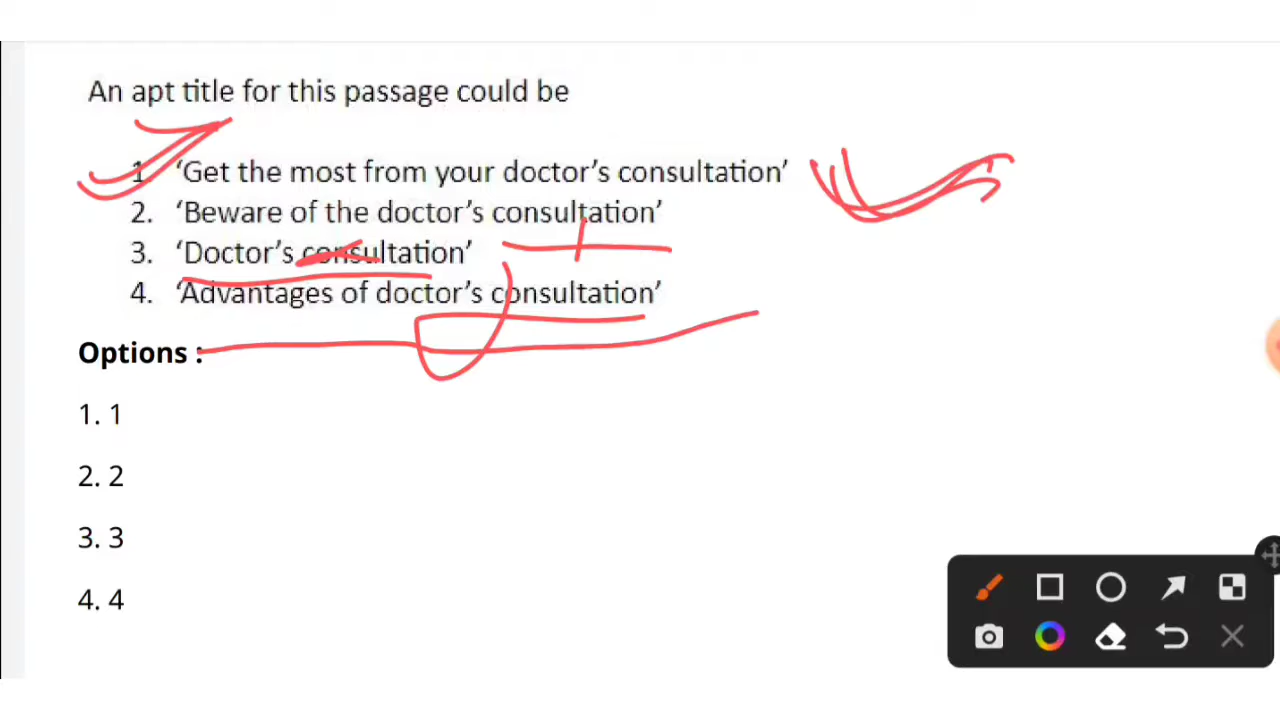 An apt title for this passage could be
1. ‘Get the most from your doctor’s consultation’
2. ‘Beware of the doctor’s consultation’
3. ‘Doctor’s consultation’
4. ‘Advantages of doctor’s consultation’
Options :
1. 1
2. 2
3. 3
4. 4